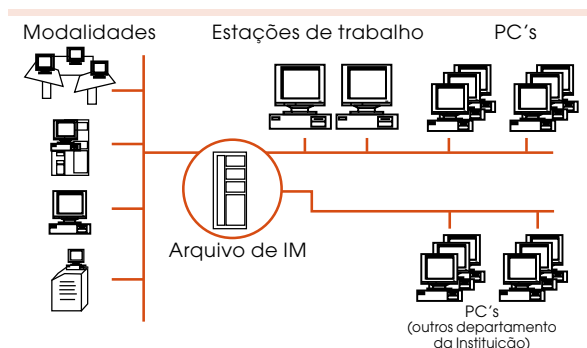 Modalidades
Estações de trabalho
PC's
Arquivo de IM
PC's
(outros departamento
da Instituição)